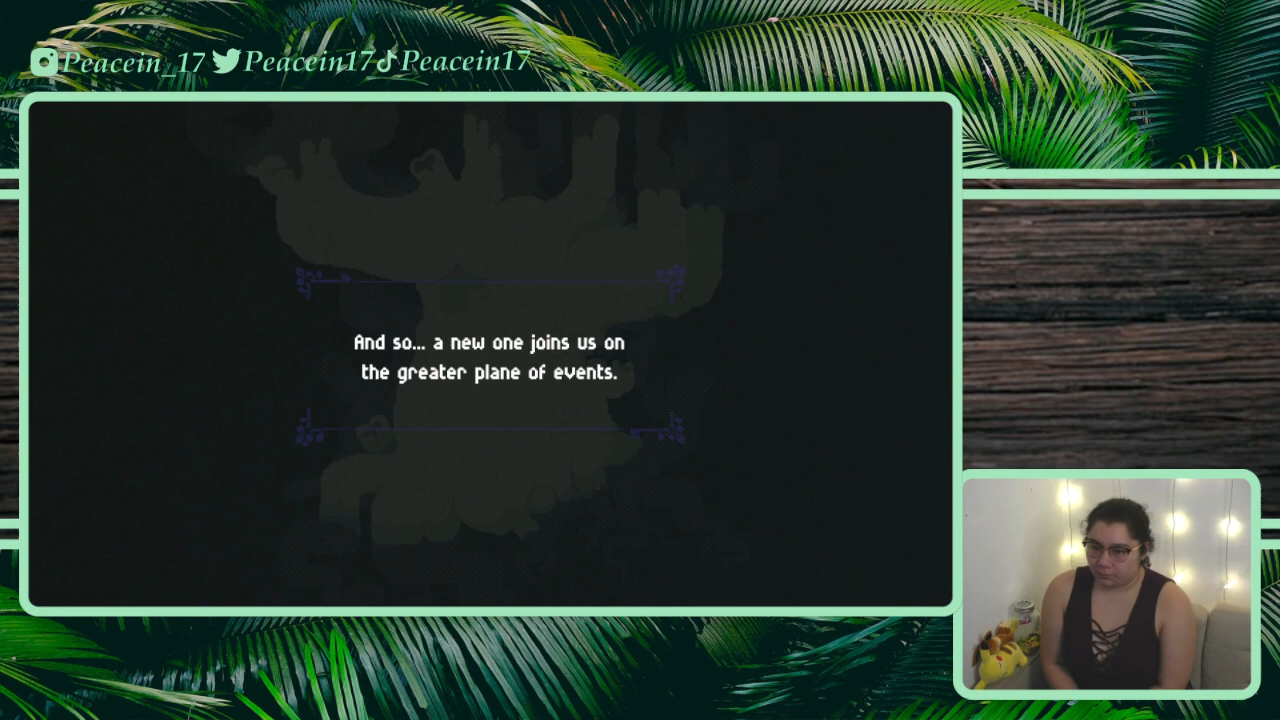 Peacein_17 Peacein17 Peacein17
And so... a new one joins us on
the greater plane of events.